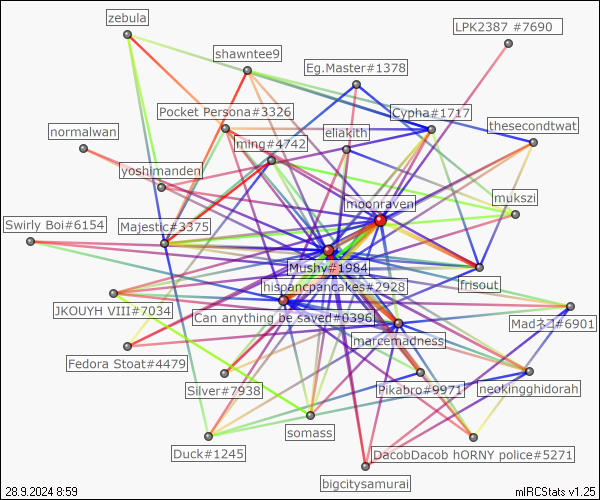 zebula
LPK2387 #7690
shawntee9
Eg.Master#1378
Pocket Persona#3326
Cypha#1717
normalwan
eliakith
thesecondtwat
ming#4742
yoshimanden
mukszi
moonraven
Swirly Boi#6154
Majestic#3375
Mushy#1984
frisout
hispancpancakes#2928
JKOUYH VIII#7034
Can anything be saved#0396
Madネコ#6901
marcemadness
Fedora Stoat#4479
Silver#7938
Pikabro#9971
neokingghidorah
somass
Duck#1245
DacobDacob hORNY police#5271
bigcitysamurai
28.9.2024 8:59
mIRCStats v1.25